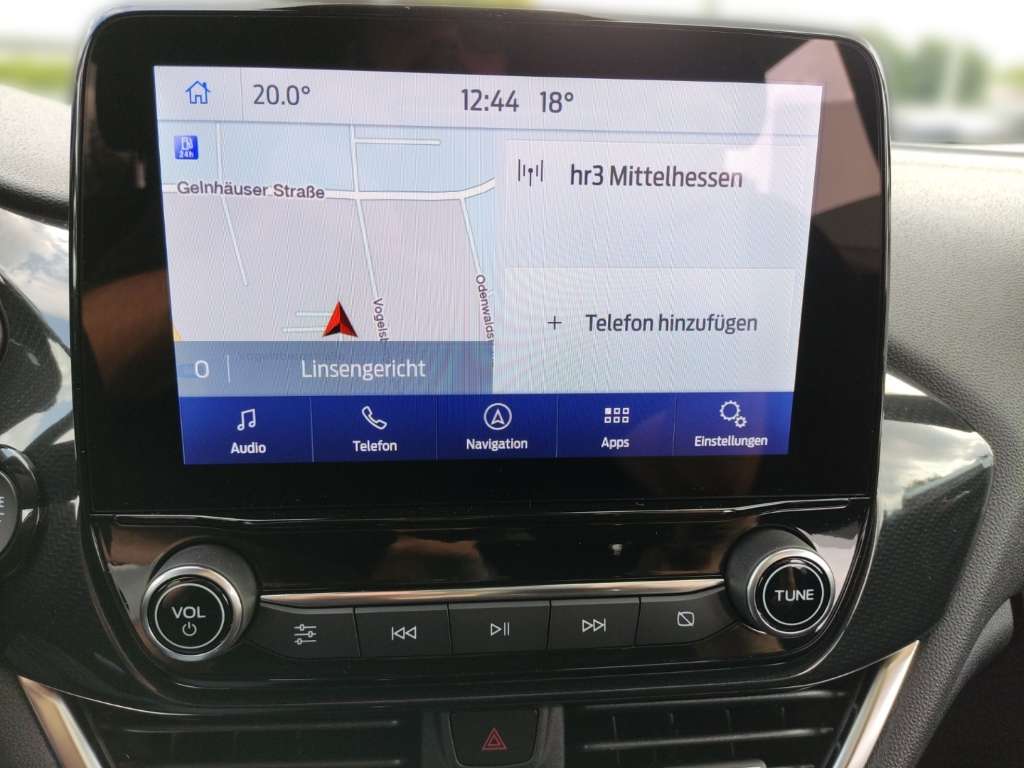 20.0°
12:44 18°
24h
Gelnhäuser Straße
hr3 Mittelhessen
Telefon hinzufügen
O
Linsengericht
Audio
Telefon
Navigation
Apps
Einstellungen
VOL
TUNE